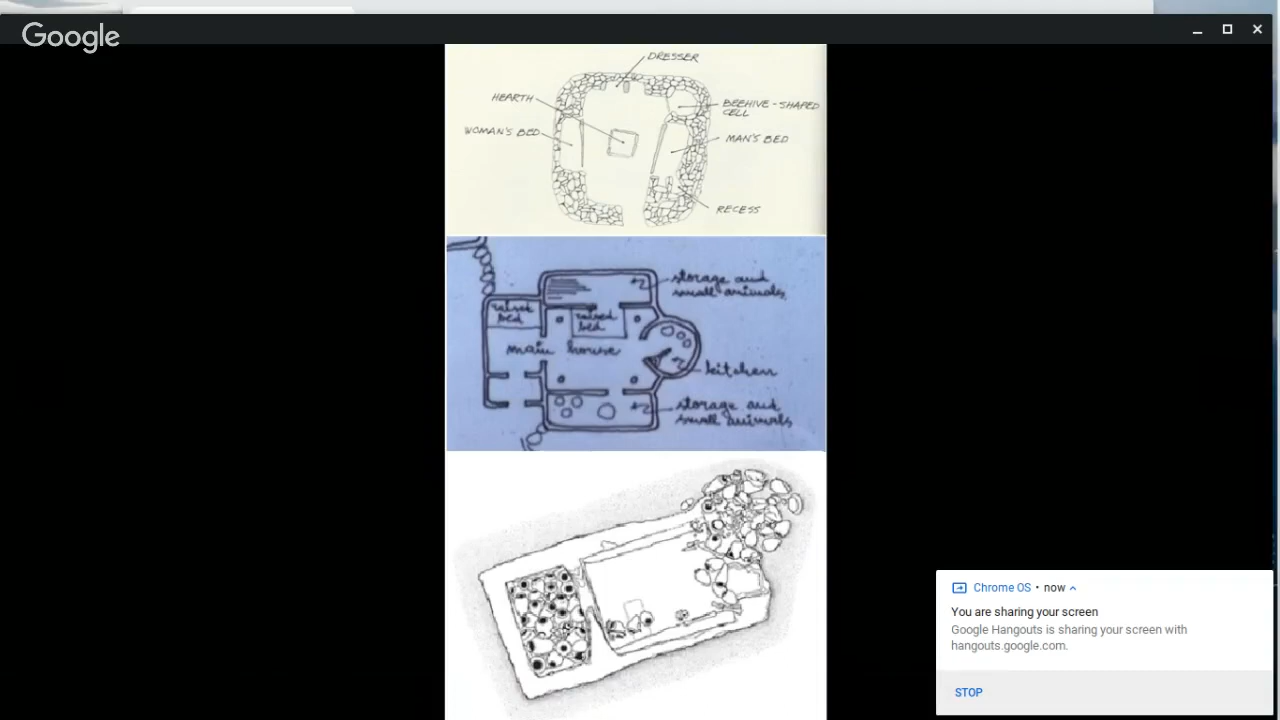 Google
DRESSER
HEARTH
BEEHIVE-SHAPED
CELL
WOMAN'S BED
MAN'S BED
RECESS
storage and
small animals,
raised
bed
raised
bed
main house
kitchen
storage and
small animals
Chrome OS • now
You are sharing your screen
Google Hangouts is sharing your screen with
hangouts.google.com.
STOP